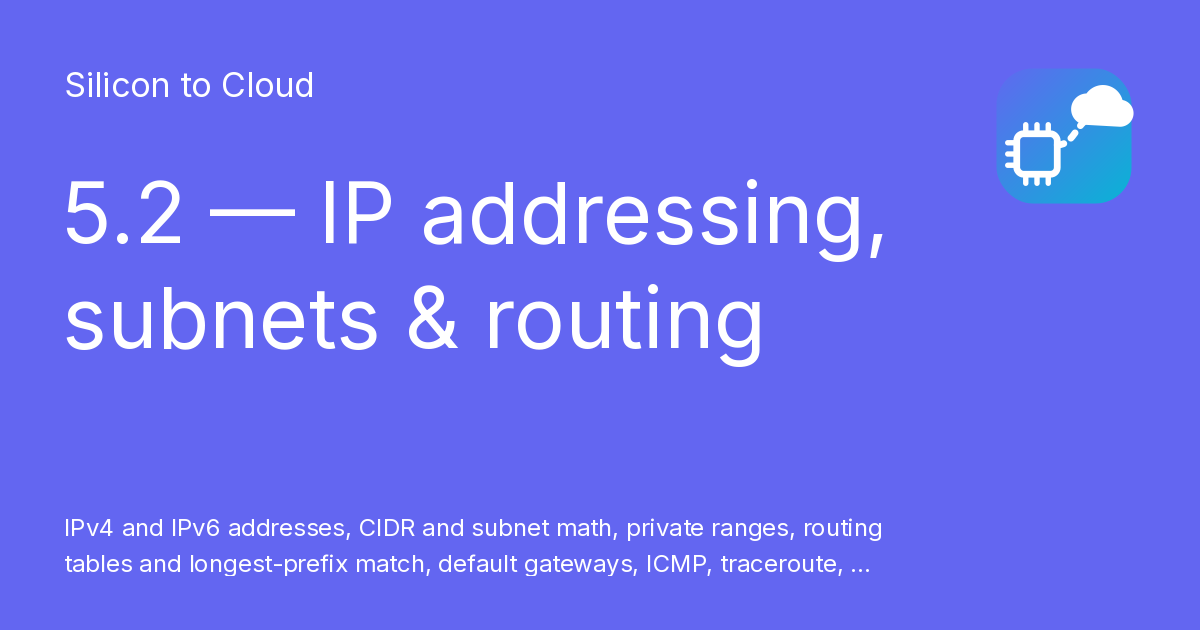 Silicon to Cloud
5.2 — IP addressing,
subnets & routing
IPv4 and IPv6 addresses, CIDR and subnet math, private ranges, routing
tables and longest-prefix match, default gateways, ICMP, traceroute, ...